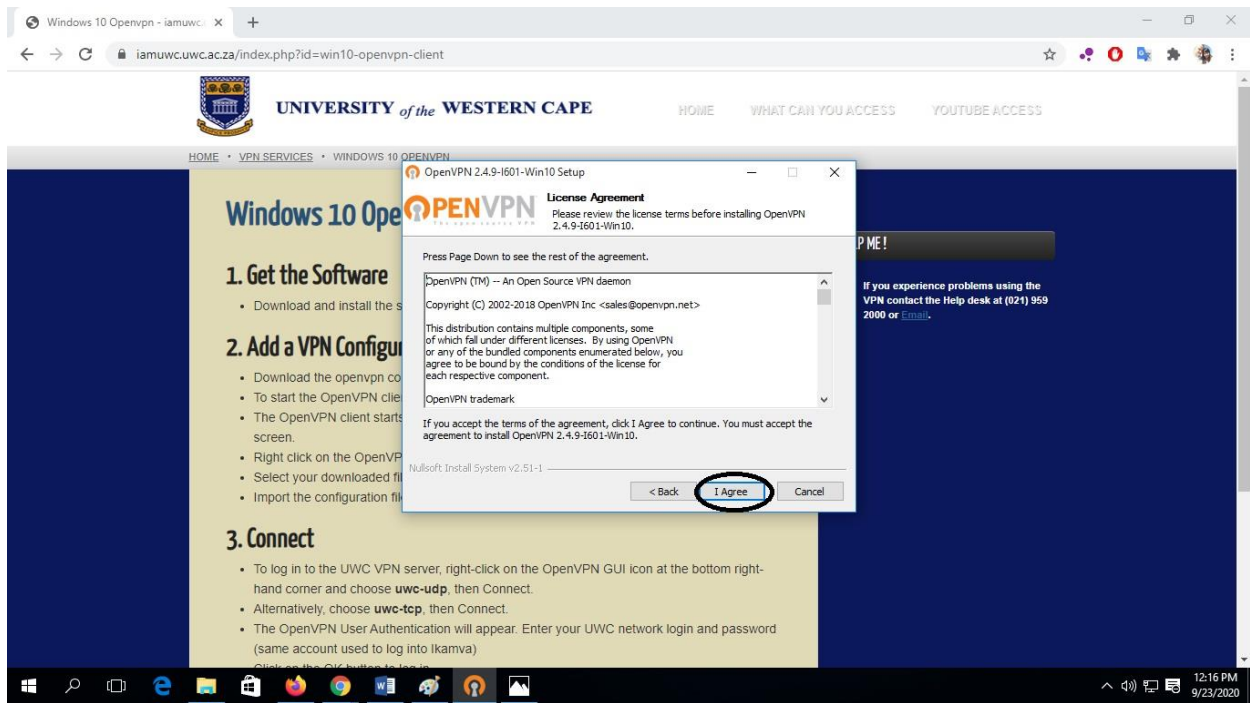 Windows 10 Openvpn - iamuwc.
iamuwc.uwc.ac.za/index.php?id=win10-openvpn-client
UNIVERSITY of the WESTERN CAPE
HOME WHAT CAN YOU ACCESS YOUTUBE ACCESS
HOME • VPN SERVICES • WINDOWS 10 OPENVPN
Windows 10 Ope
1. Get the Software
• Download and install the s
2. Add a VPN Configu
• Download the openvpn co
• To start the OpenVPN clie
• The OpenVPN client starts
screen.
• Right click on the OpenVP
• Select your downloaded fil
• Import the configuration fil
3. Connect
• To log in to the UWC VPN server, right-click on the OpenVPN GUI icon at the bottom right-
hand corner and choose uwc-udp, then Connect.
• Alternatively, choose uwc-tcp, then Connect.
• The OpenVPN User Authentication will appear. Enter your UWC network login and password
(same account used to log into Ikamva)
OpenVPN 2.4.9-I601-Win10 Setup
OPENVPN
License Agreement
Please review the license terms before installing OpenVPN
2.4.9-I601-Win10.
Press Page Down to see the rest of the agreement.
OpenVPN (TM) -- An Open Source VPN daemon
Copyright (C) 2002-2018 OpenVPN Inc <sales@openvpn.net>
This distribution contains multiple components, some
of which fall under different licenses. By using OpenVPN
or any of the bundled components enumerated below, you
agree to be bound by the conditions of the license for
each respective component.
OpenVPN trademark
If you accept the terms of the agreement, click I Agree to continue. You must accept the
agreement to install OpenVPN 2.4.9-I601-Win10.
Nullsoft Install System v2.51-1
< Back I Agree Cancel
P ME!
If you experience problems using the
VPN contact the Help desk at (021) 959
2000 or Email.
12:16 PM
9/23/2020